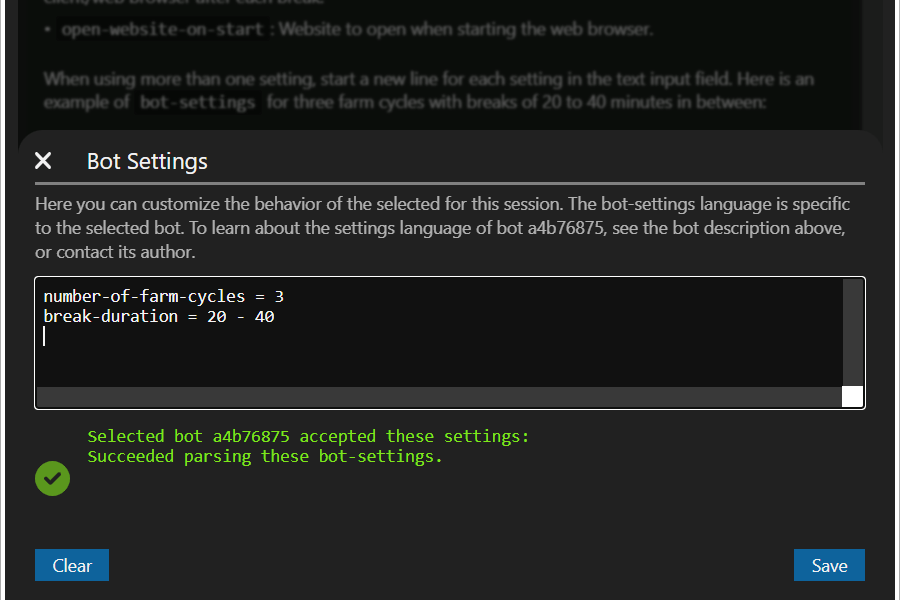 client/web browser after each break.
• open-website-on-start : Website to open when starting the web browser.
When using more than one setting, start a new line for each setting in the text input field. Here is an
example of bot-settings for three farm cycles with breaks of 20 to 40 minutes in between:
Bot Settings
Here you can customize the behavior of the selected for this session. The bot-settings language is specific
to the selected bot. To learn about the settings language of bot a4b76875, see the bot description above,
or contact its author.
number-of-farm-cycles = 3
break-duration = 20 - 40
Selected bot a4b76875 accepted these settings:
Succeeded parsing these bot-settings.
Clear
Save